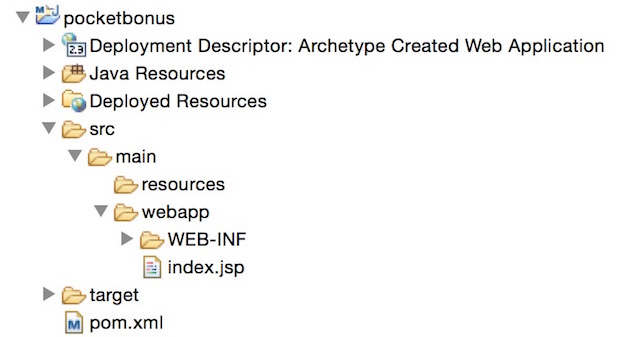 pocketbonus
Deployment Descriptor: Archetype Created Web Application
Java Resources
Deployed Resources
src
main
resources
webapp
WEB-INF
index.jsp
target
pom.xml